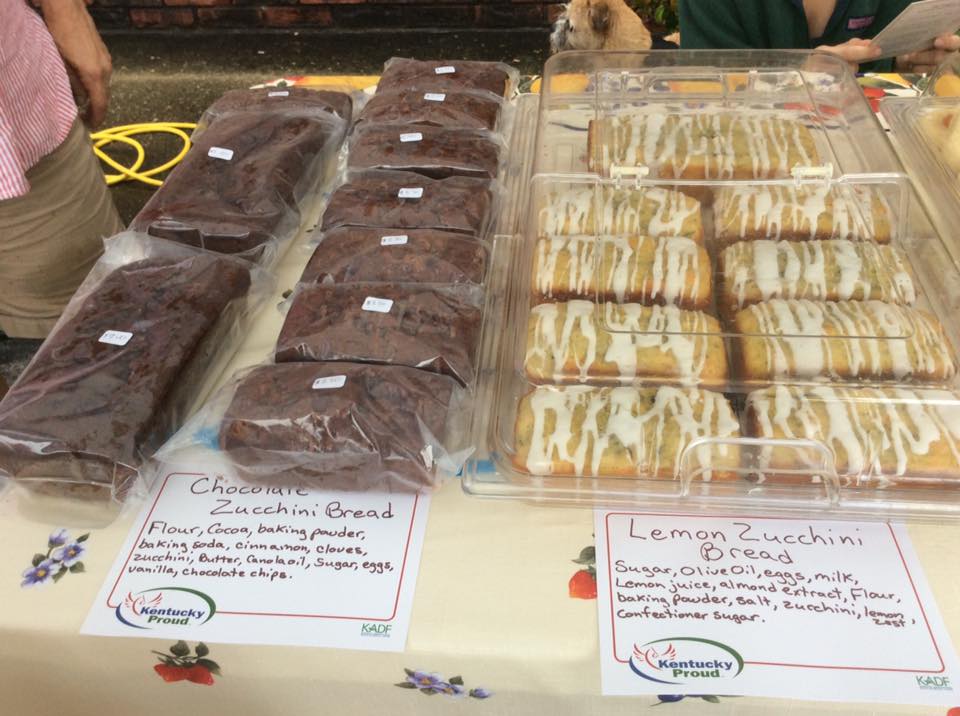 Chocolate
Zucchini Bread
Flour, Cocoa, baking powder,
baking soda, cinnamon, cloves,
zucchini, Butter, Canola oil, Sugar, eggs,
vanilla, chocolate chips.
Kentucky
Proud
KADF
Lemon Zucchini
Bread
Sugar, Olive Oil, eggs, milk,
Lemon juice, almond extract, Flour,
baking powder, salt, zucchini, lemon zest,
Confectioner sugar.
Kentucky
Proud
KADF